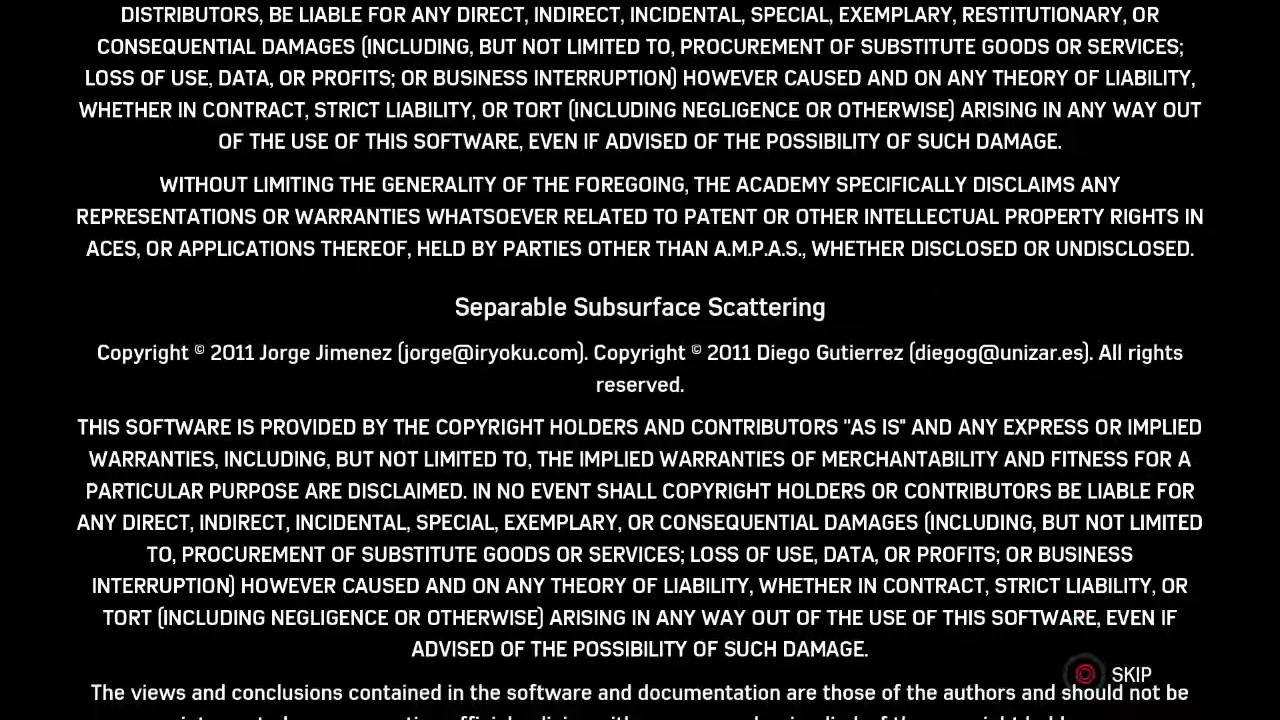 DISTRIBUTORS, BE LIABLE FOR ANY DIRECT, INDIRECT, INCIDENTAL, SPECIAL, EXEMPLARY, RESTITUTIONARY, OR
CONSEQUENTIAL DAMAGES (INCLUDING, BUT NOT LIMITED TO, PROCUREMENT OF SUBSTITUTE GOODS OR SERVICES;
LOSS OF USE, DATA, OR PROFITS; OR BUSINESS INTERRUPTION) HOWEVER CAUSED AND ON ANY THEORY OF LIABILITY,
WHETHER IN CONTRACT, STRICT LIABILITY, OR TORT (INCLUDING NEGLIGENCE OR OTHERWISE) ARISING IN ANY WAY OUT
OF THE USE OF THIS SOFTWARE, EVEN IF ADVISED OF THE POSSIBILITY OF SUCH DAMAGE.
WITHOUT LIMITING THE GENERALITY OF THE FOREGOING, THE ACADEMY SPECIFICALLY DISCLAIMS ANY
REPRESENTATIONS OR WARRANTIES WHATSOEVER RELATED TO PATENT OR OTHER INTELLECTUAL PROPERTY RIGHTS IN
ACES, OR APPLICATIONS THEREOF, HELD BY PARTIES OTHER THAN A.M.P.A.S., WHETHER DISCLOSED OR UNDISCLOSED.
Separable Subsurface Scattering
Copyright © 2011 Jorge Jimenez (jorge@iryoku.com). Copyright © 2011 Diego Gutierrez (diegog@unizar.es). All rights
reserved.
THIS SOFTWARE IS PROVIDED BY THE COPYRIGHT HOLDERS AND CONTRIBUTORS "AS IS" AND ANY EXPRESS OR IMPLIED
WARRANTIES, INCLUDING, BUT NOT LIMITED TO, THE IMPLIED WARRANTIES OF MERCHANTABILITY AND FITNESS FOR A
PARTICULAR PURPOSE ARE DISCLAIMED. IN NO EVENT SHALL COPYRIGHT HOLDERS OR CONTRIBUTORS BE LIABLE FOR
ANY DIRECT, INDIRECT, INCIDENTAL, SPECIAL, EXEMPLARY, OR CONSEQUENTIAL DAMAGES (INCLUDING, BUT NOT LIMITED
TO, PROCUREMENT OF SUBSTITUTE GOODS OR SERVICES; LOSS OF USE, DATA, OR PROFITS; OR BUSINESS
INTERRUPTION) HOWEVER CAUSED AND ON ANY THEORY OF LIABILITY, WHETHER IN CONTRACT, STRICT LIABILITY, OR
TORT (INCLUDING NEGLIGENCE OR OTHERWISE) ARISING IN ANY WAY OUT OF THE USE OF THIS SOFTWARE, EVEN IF
ADVISED OF THE POSSIBILITY OF SUCH DAMAGE.
SKIP
The views and conclusions contained in the software and documentation are those of the authors and should not be